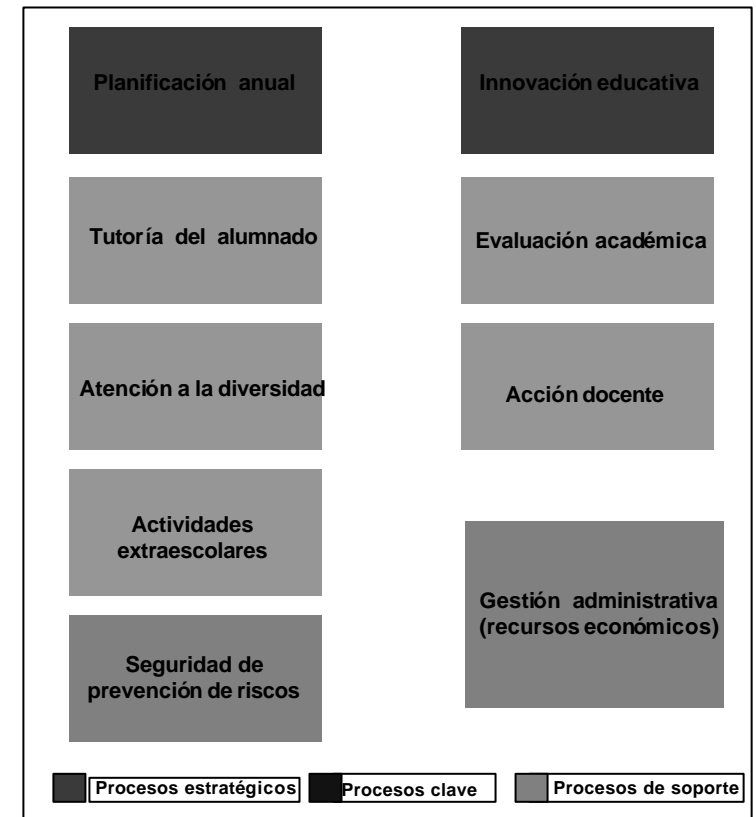 Planificación anual
Innovación educativa
Tutoría del alumnado
Evaluación académica
Atención a la diversidad
Acción docente
Actividades
extraescolares
Gestión administrativa
(recursos económicos)
Seguridad de
prevención de riscos
Procesos estratégicos
Procesos clave
Procesos de soporte